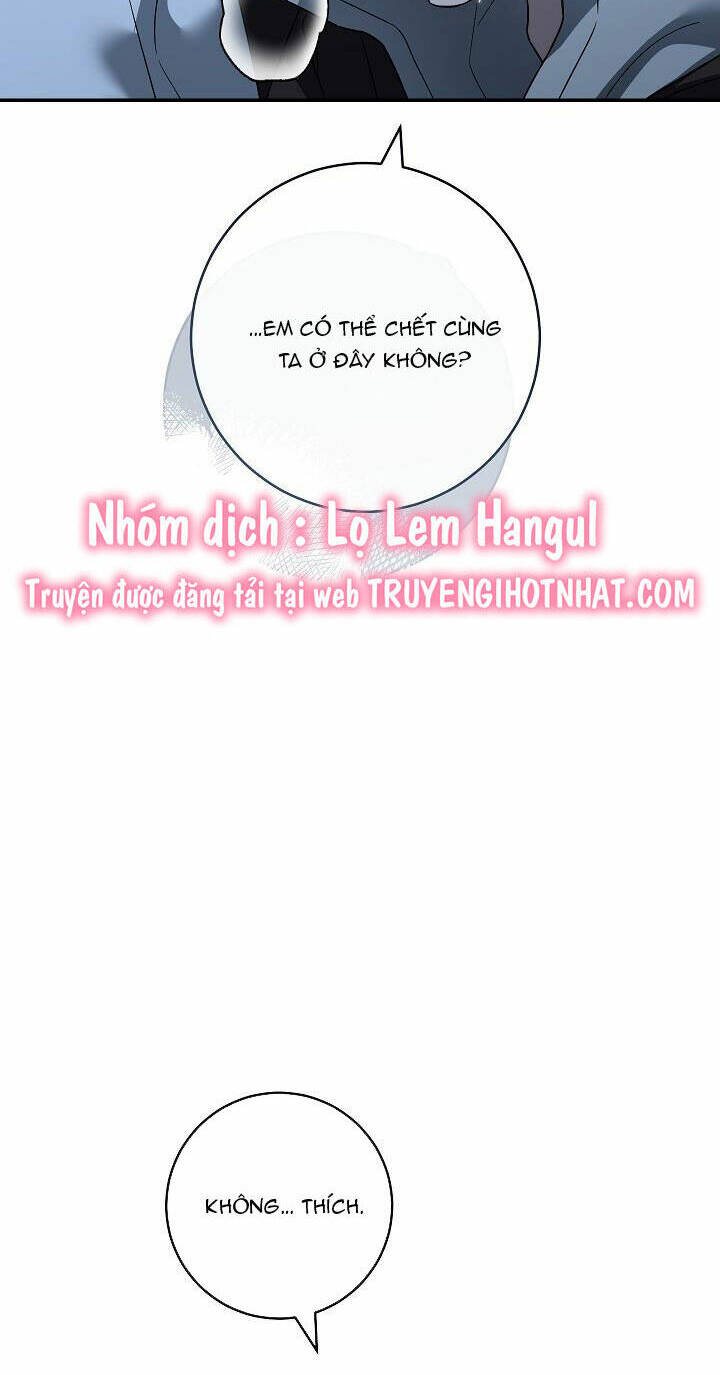 ...EM CÓ THỂ CHẾT CÙNG
TA Ở ĐÂY KHÔNG?
Nhóm dịch : Lọ Lem Hangul
Truyện được đăng tải tại web TRUYENGIHOTNHAT.COM
KHÔNG... THÍCH.